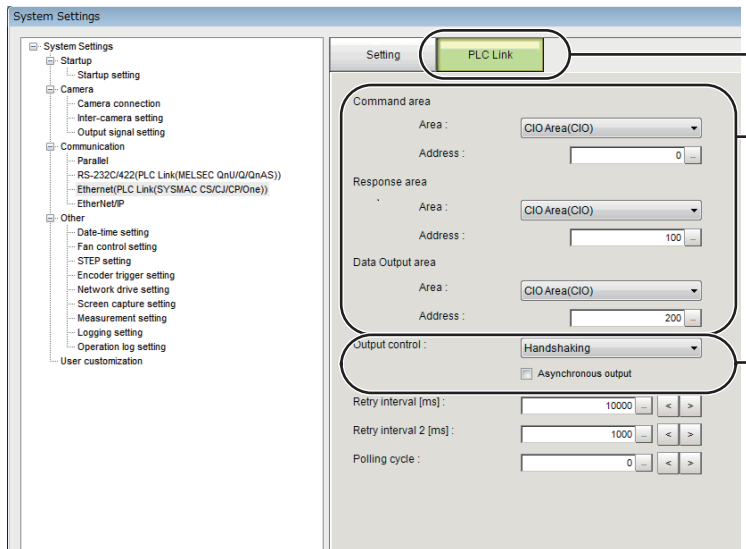 System Settings
System Settings
Startup
Startup setting
Camera
Camera connection
Inter-camera setting
Output signal setting
Communication
Parallel
RS-232C/422(PLC Link(MELSEC QnU/Q/QnAS))
Ethernet(PLC Link(SYSMAC CS/CJ/CP/One))
EtherNet/IP
Other
Date-time setting
Fan control setting
STEP setting
Encoder trigger setting
Network drive setting
Screen capture setting
Measurement setting
Logging setting
Operation log setting
User customization
Setting PLC Link
Command area
Area : CIO Area(CIO)
Address : 0 ...
Response area
Area : CIO Area(CIO)
Address : 100 ...
Data Output area
Area : CIO Area(CIO)
Address : 200 ...
Output control : Handshaking
Asynchronous output
Retry interval [ms] : 10000 ... < >
Retry interval 2 [ms] : 1000 ... < >
Polling cycle : 0 ... < >